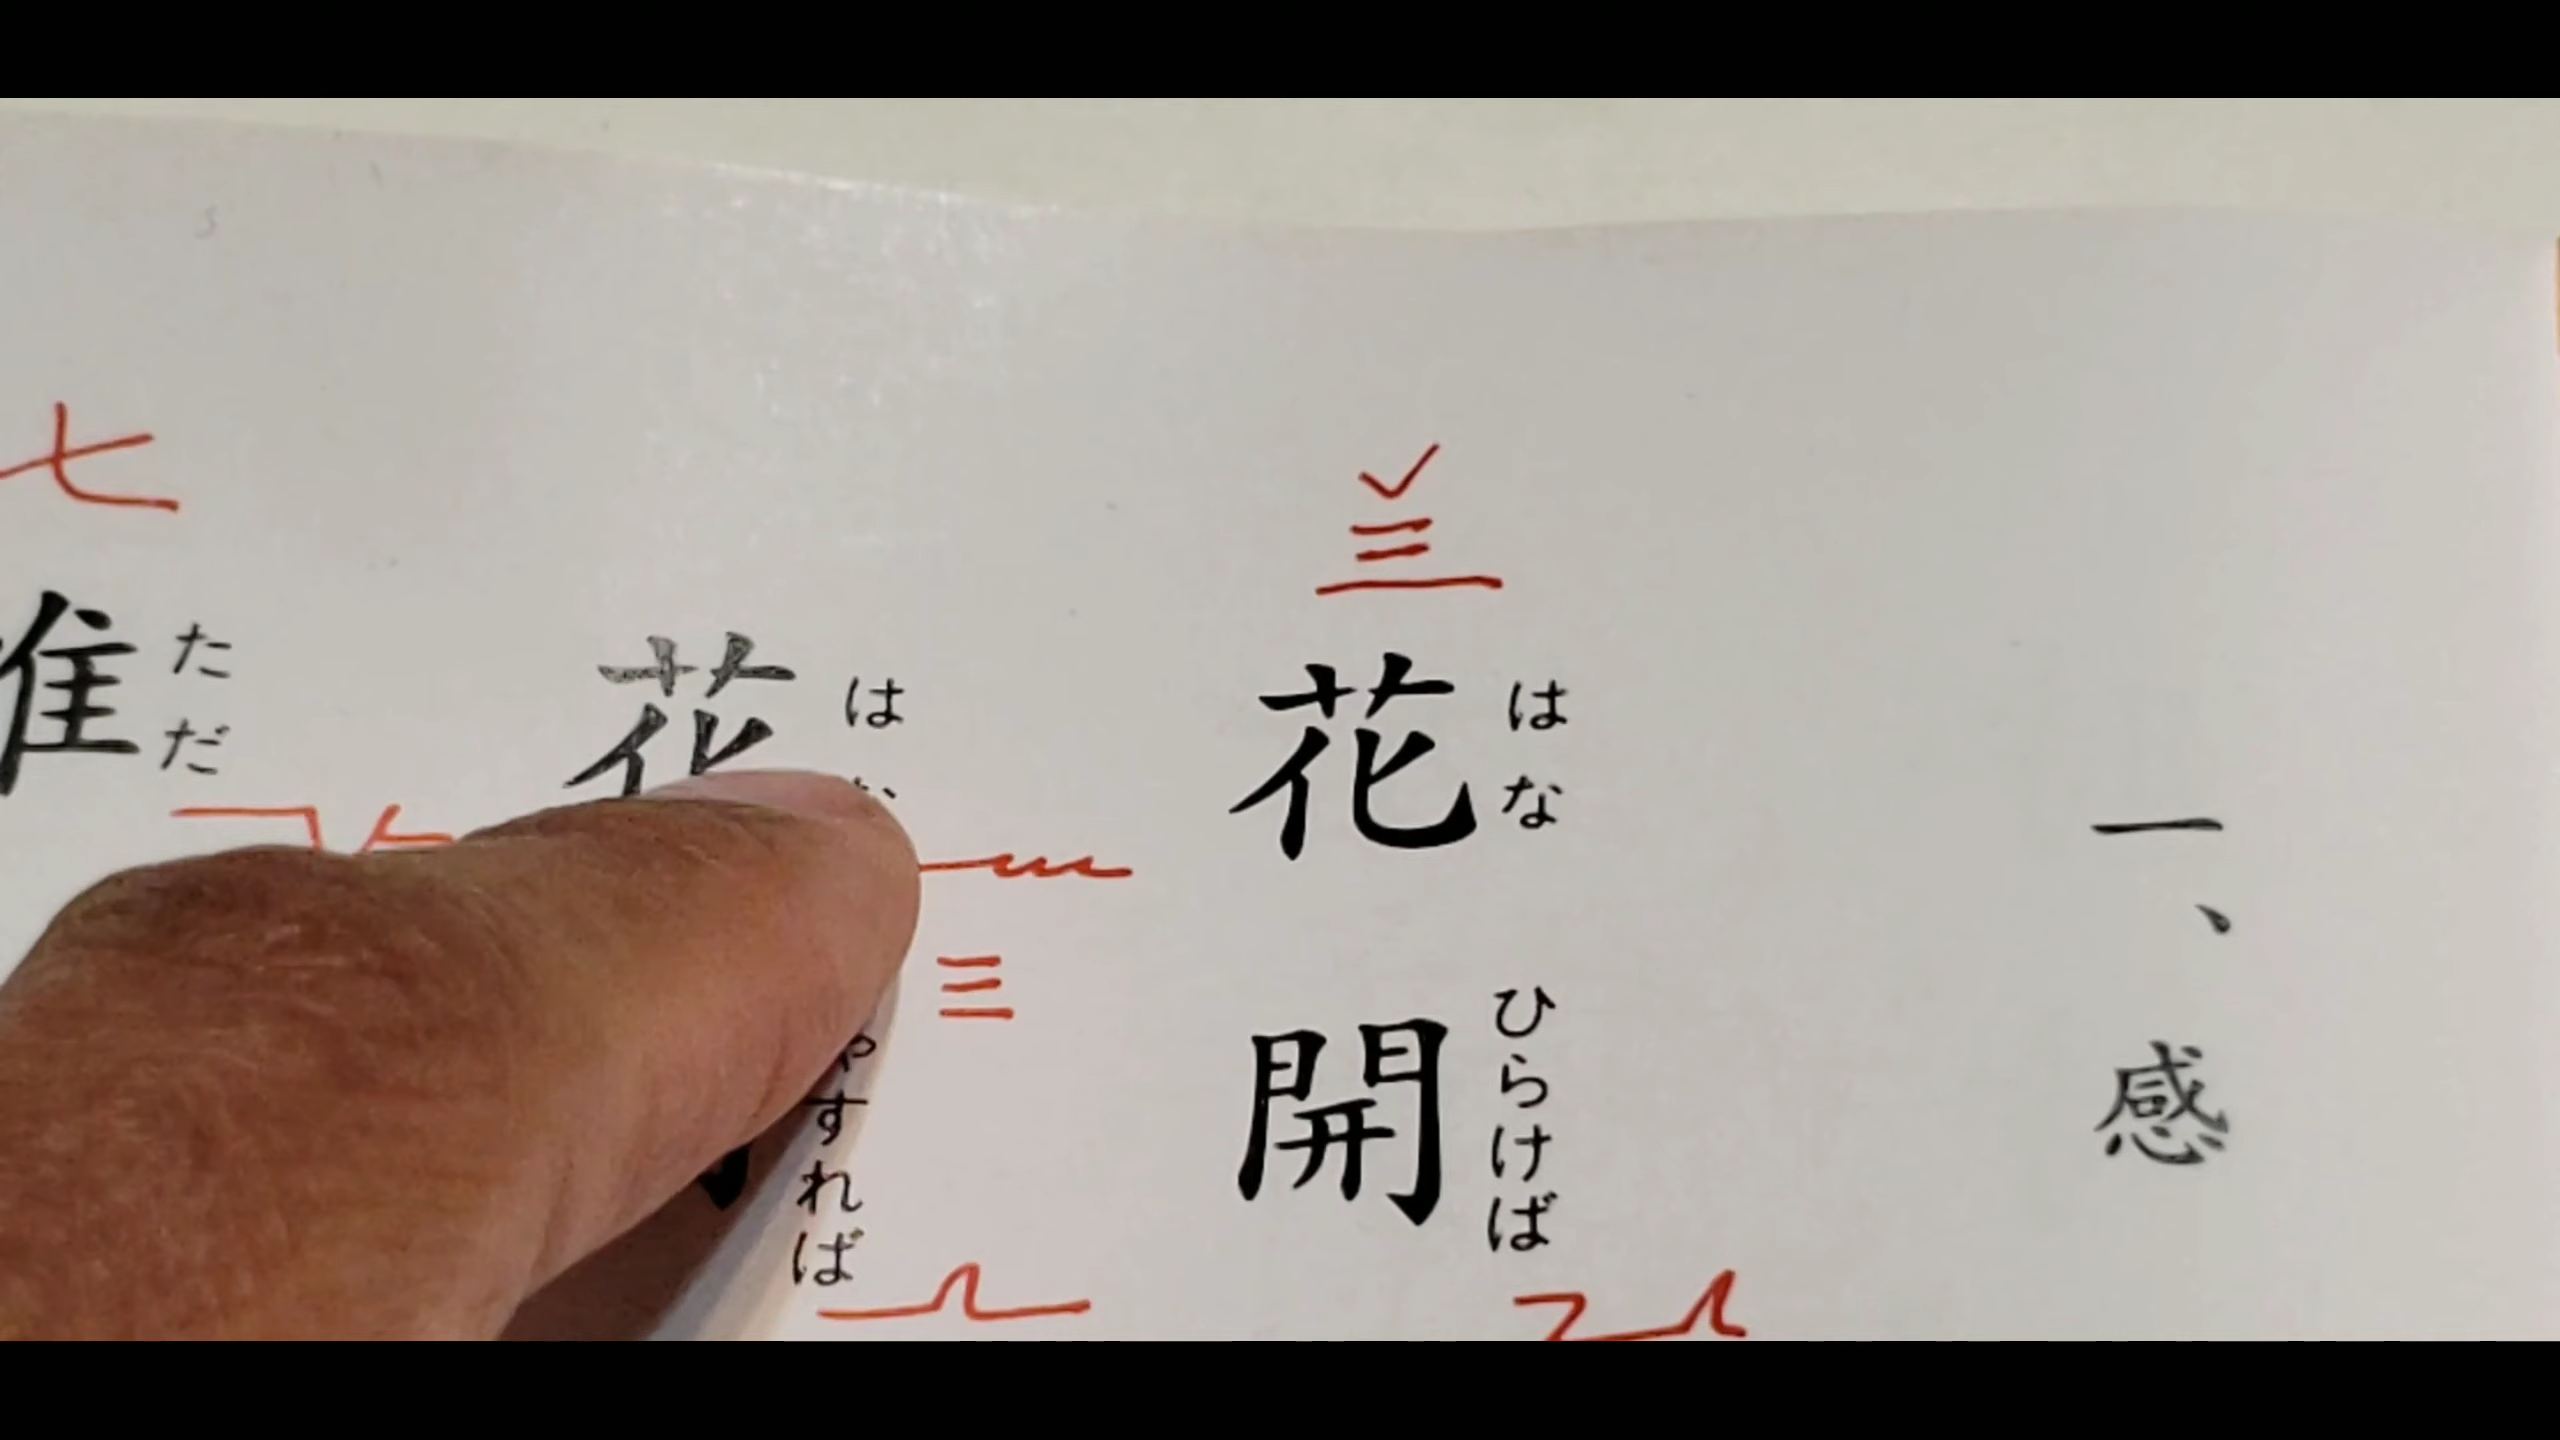 一、感
三
花開
はな ひらけば
三
花
は
やすれば
七
ただ